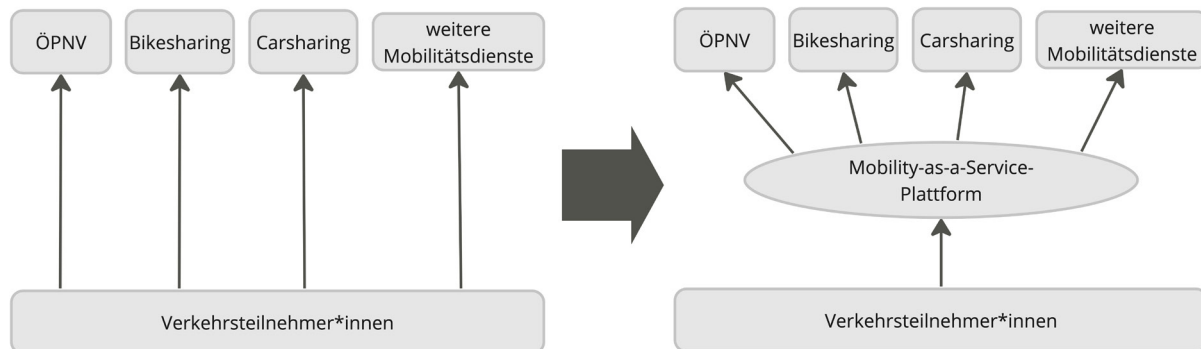 ÖPNV
Bikesharing
Carsharing
weitere
Mobilitätsdienste
Verkehrsteilnehmer*innen
ÖPNV
Bikesharing
Carsharing
weitere
Mobilitätsdienste
Mobility-as-a-Service-
Plattform
Verkehrsteilnehmer*innen